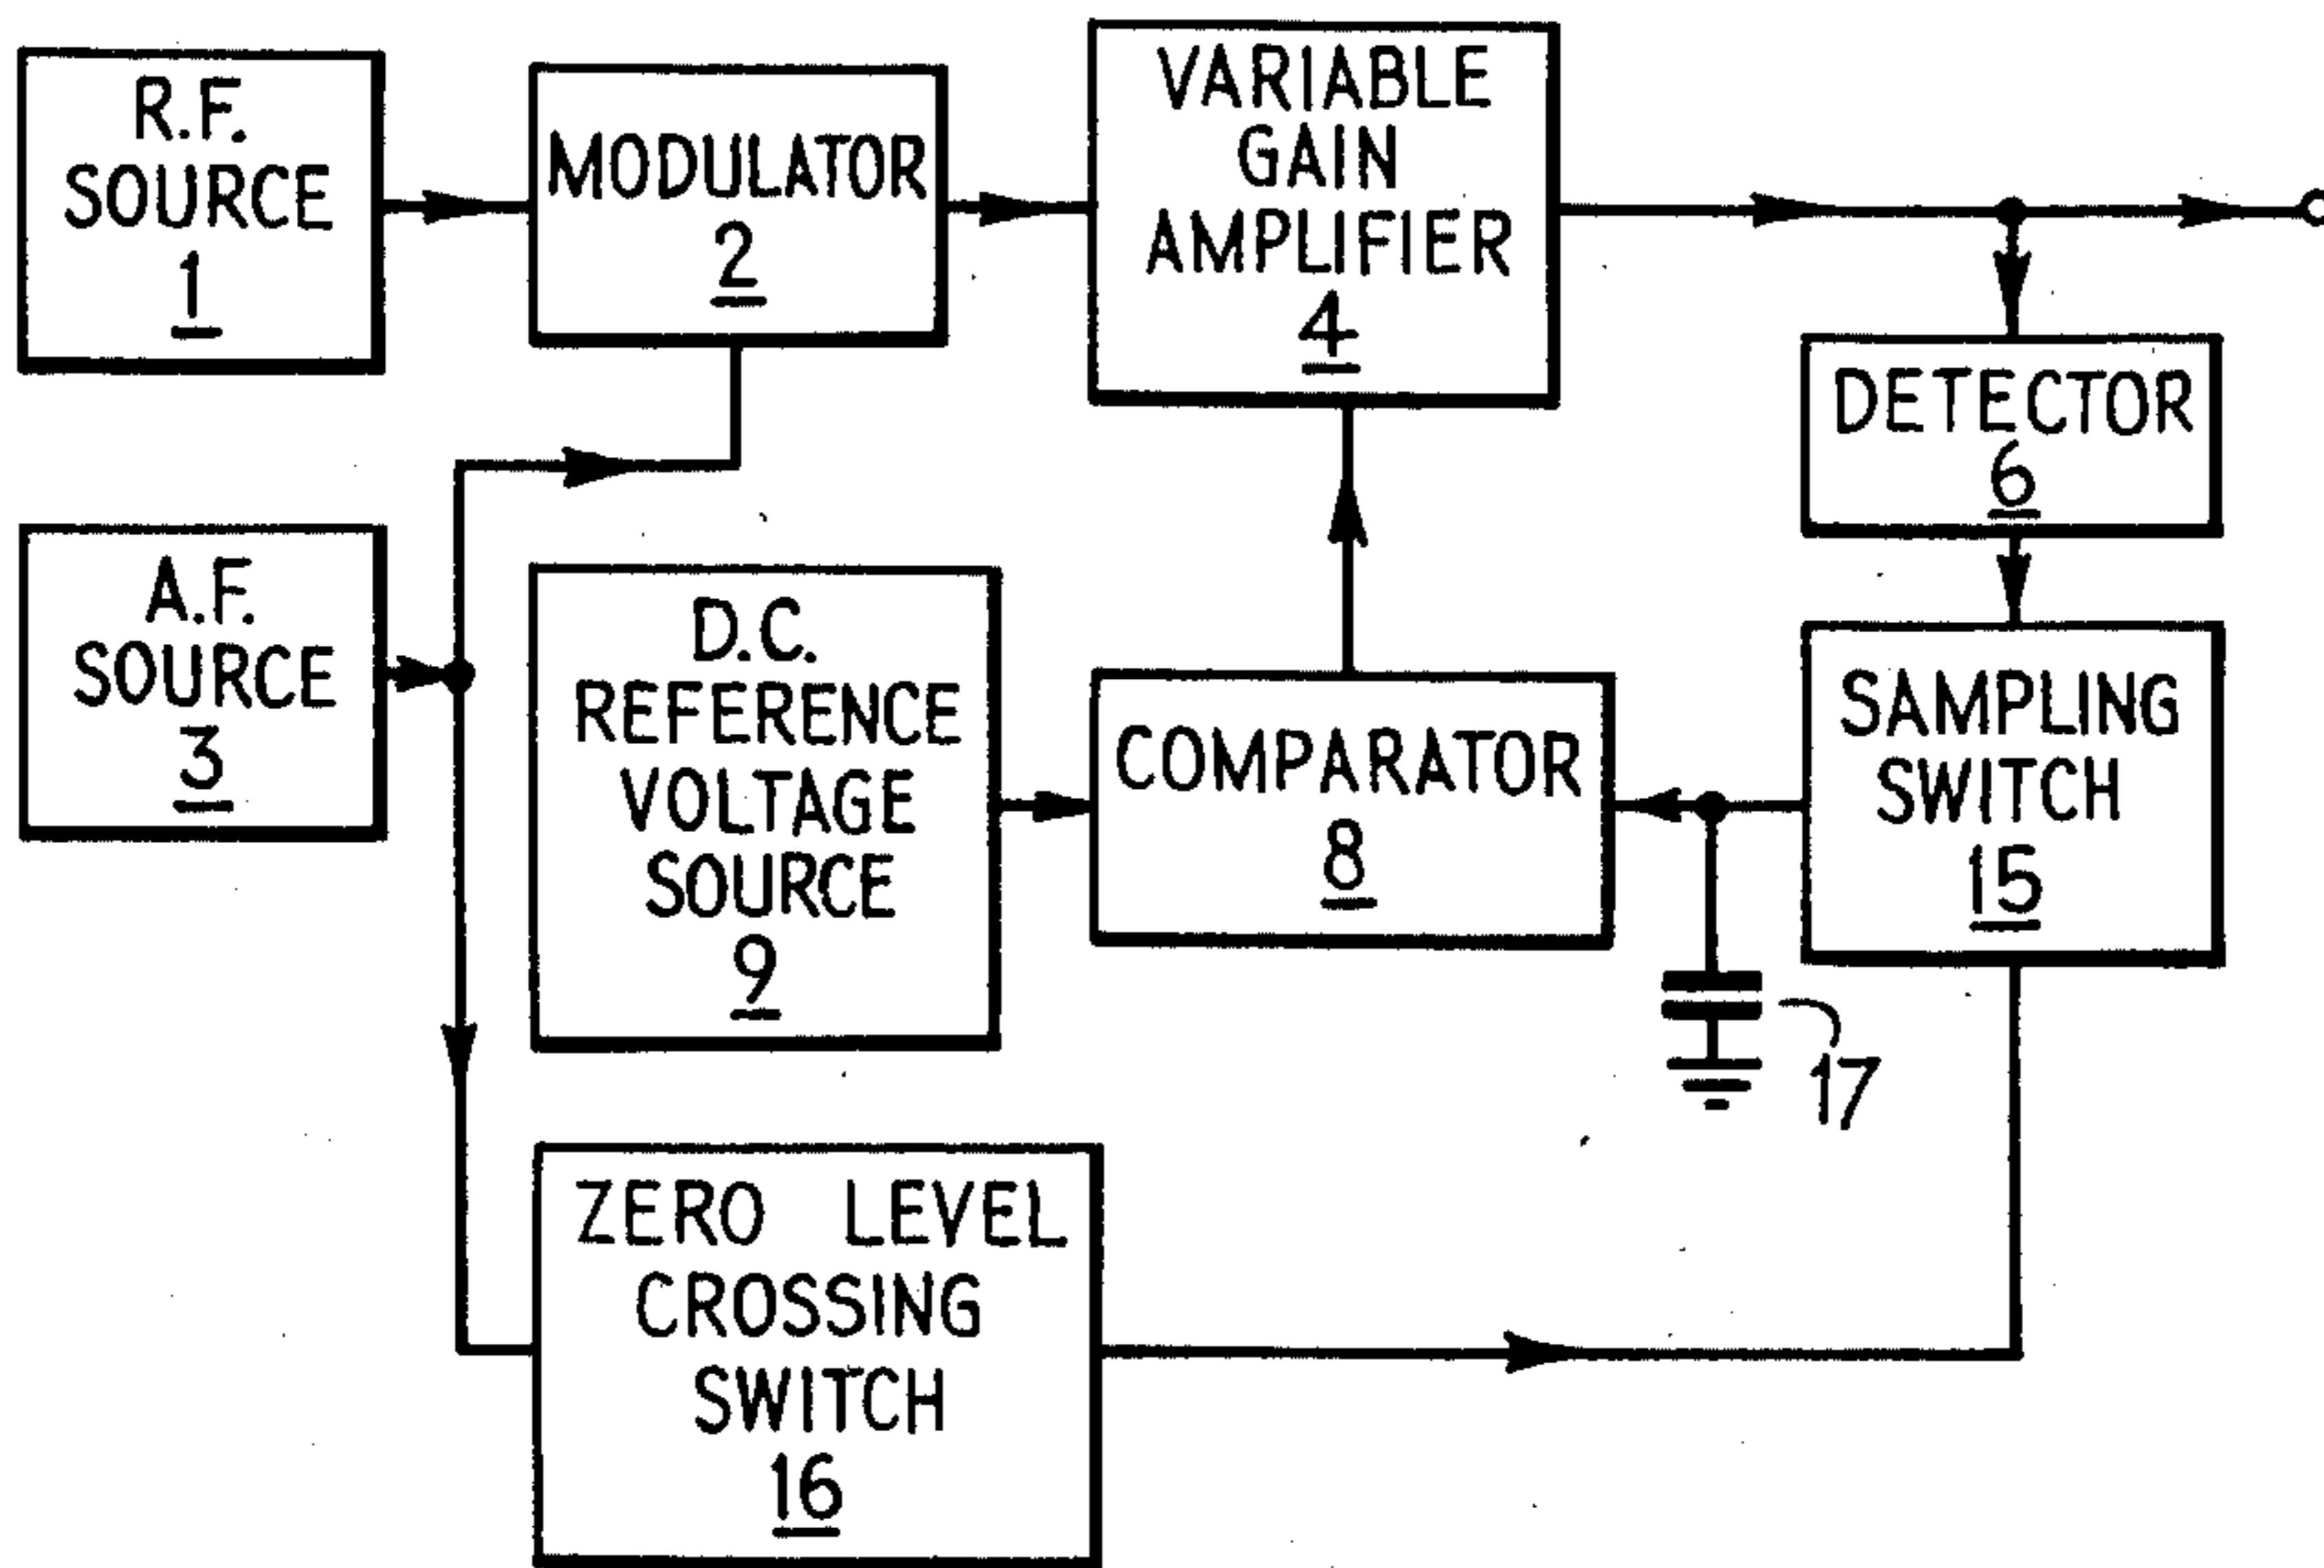 R.F.
SOURCE
1
MODULATOR
2
VARIABLE
GAIN
AMPLIFIER
4
DETECTOR
6
A.F.
SOURCE
3
D.C.
REFERENCE
VOLTAGE
SOURCE
9
COMPARATOR
8
SAMPLING
SWITCH
15
17
ZERO LEVEL
CROSSING
SWITCH
16